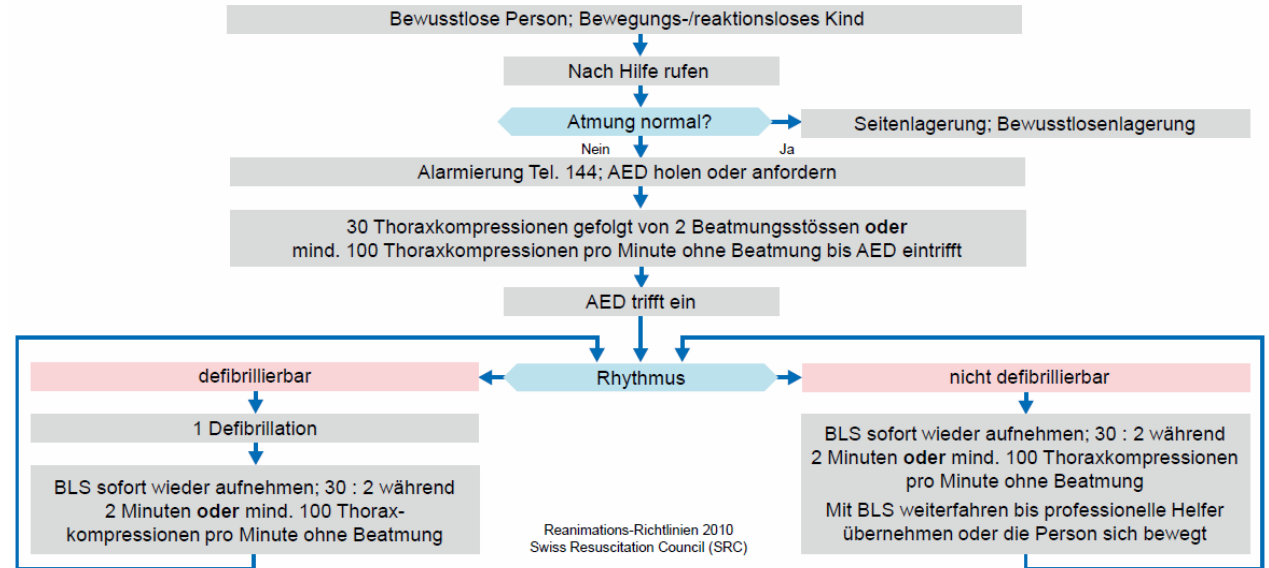 Bewusstlose Person; Bewegungs-/reaktionsloses Kind
Nach Hilfe rufen
Atmung normal?
Seitenlagerung; Bewusstlosenlagerung
Nein
Ja
Alarmierung Tel. 144; AED holen oder anfordern
30 Thoraxkompressionen gefolgt von 2 Beatmungsstössen oder
mind. 100 Thoraxkompressionen pro Minute ohne Beatmung bis AED eintrifft
AED trifft ein
Rhythmus
defibrillierbar
1 Defibrillation
BLS sofort wieder aufnehmen; 30 : 2 während
2 Minuten oder mind. 100 Thorax-
kompressionen pro Minute ohne Beatmung
nicht defibrillierbar
BLS sofort wieder aufnehmen; 30 : 2 während
2 Minuten oder mind. 100 Thoraxkompressionen
pro Minute ohne Beatmung
Mit BLS weiterfahren bis professionelle Helfer
übernehmen oder die Person sich bewegt
Reanimations-Richtlinien 2010
Swiss Resuscitation Council (SRC)